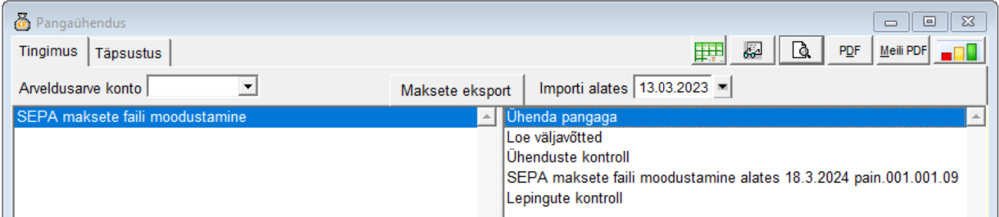 Pangaühendus
Tingimus Täpsustus PDF Meili PDF
Arveldusarve konto Maksete eksport Importi alates 13.03.2023
SEPA maksete faili moodustamine
Ühenda pangaga
Loe väljavõtted
Ühenduste kontroll
SEPA maksete faili moodustamine alates 18.3.2024 pain.001.001.09
Lepingute kontroll